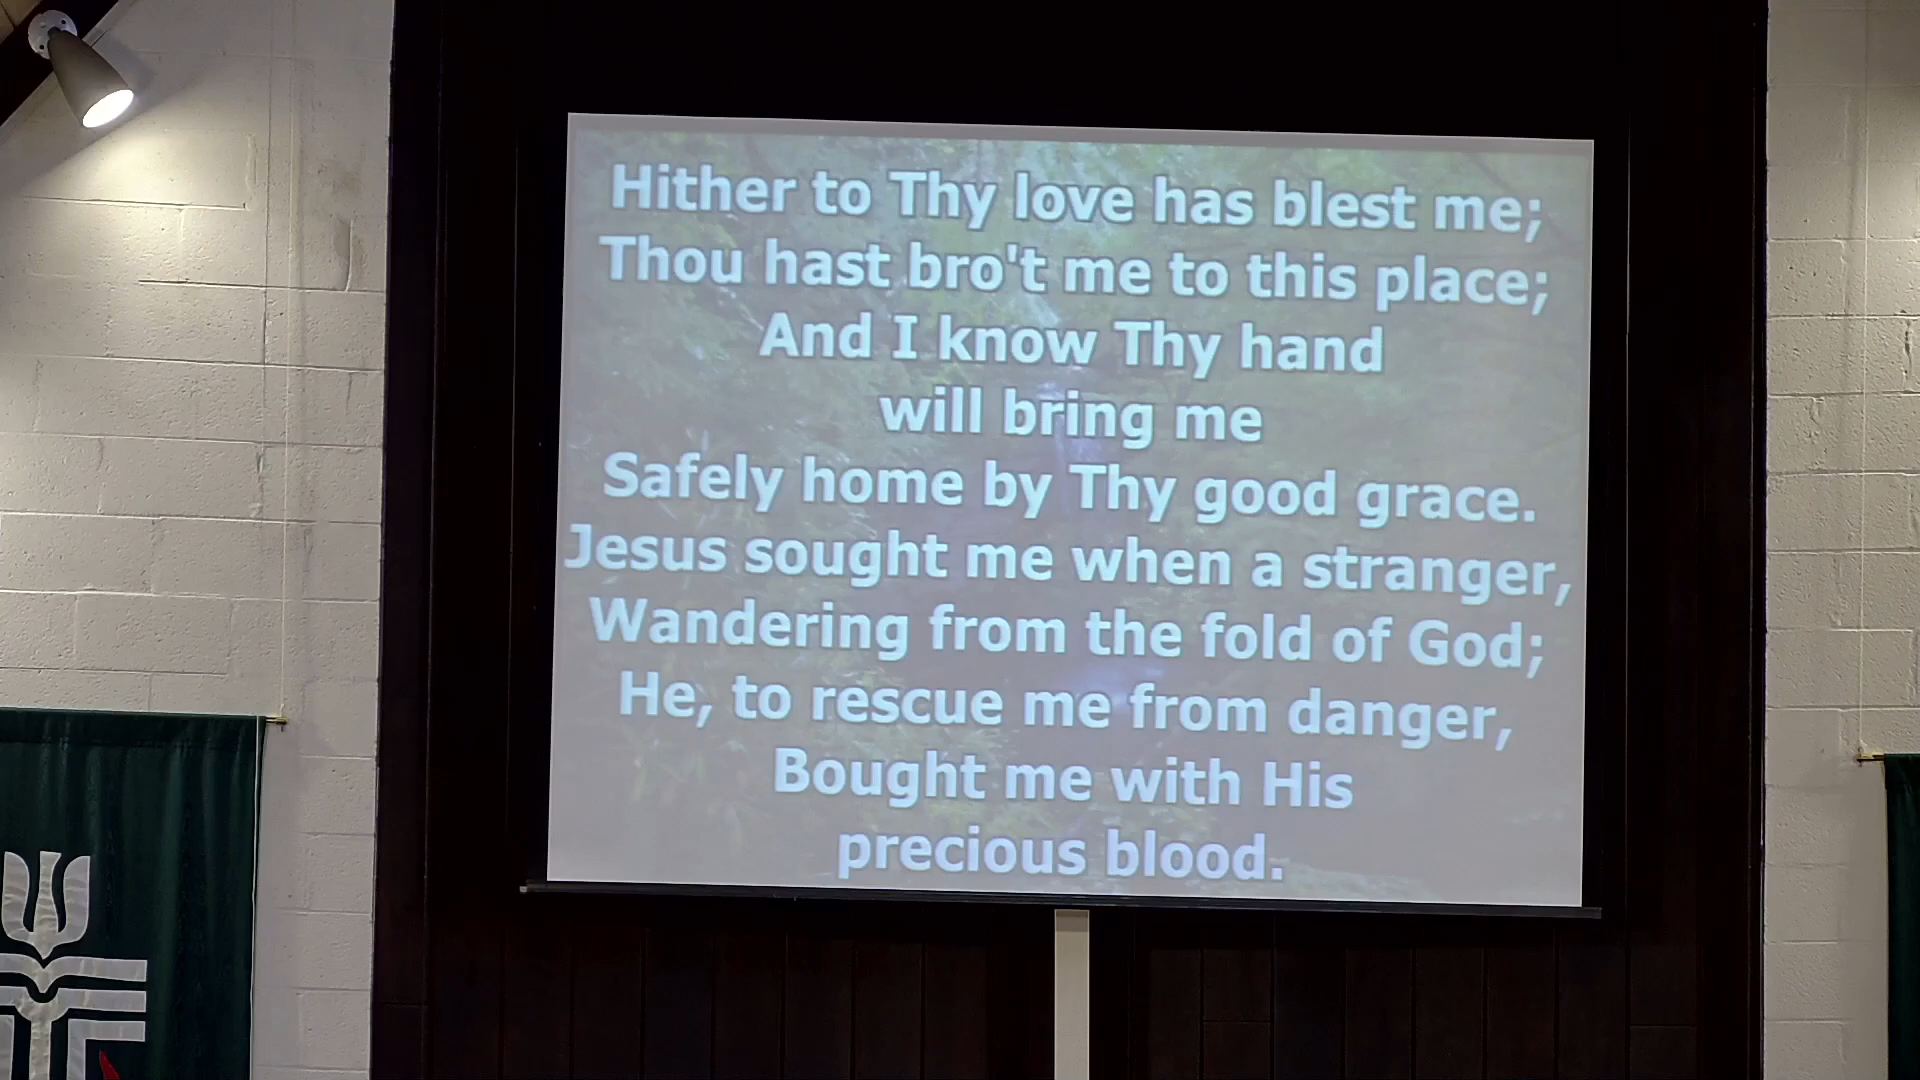 Hither to Thy love has blest me;
Thou hast bro't me to this place;
And I know Thy hand
will bring me
Safely home by Thy good grace.
Jesus sought me when a stranger,
Wandering from the fold of God;
He, to rescue me from danger,
Bought me with His
precious blood.